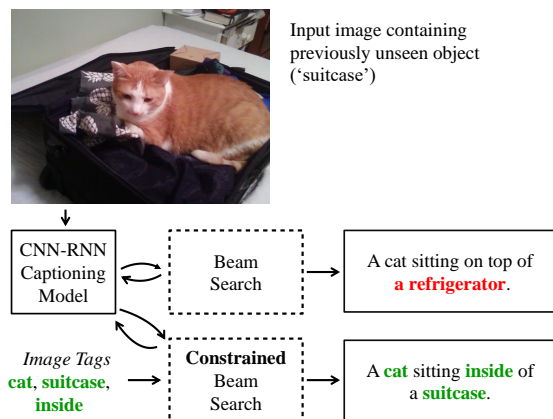 Input image containing
previously unseen object
(‘suitcase’)
CNN-RNN
Captioning
Model
Beam
Search
A cat sitting on top of
a refrigerator.
Image Tags
cat, suitcase,
inside
Constrained
Beam
Search
A cat sitting inside of
a suitcase.